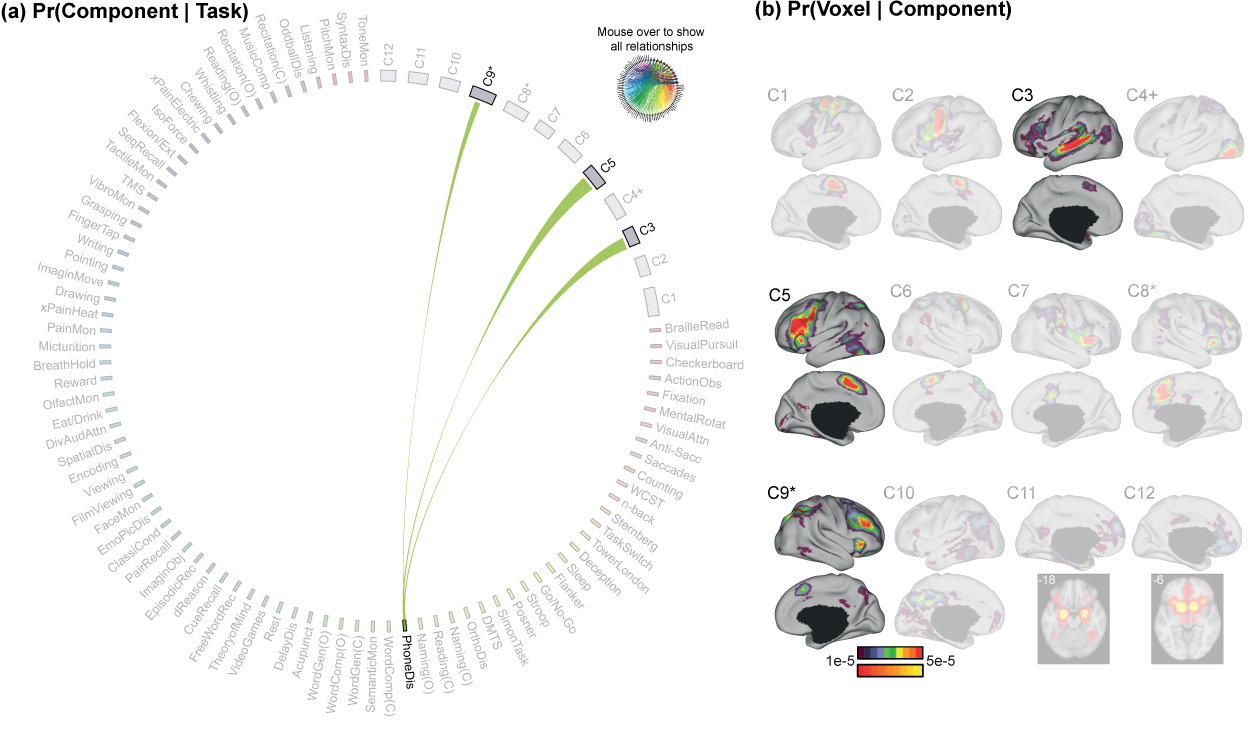 (a) Pr(Component | Task)
(b) Pr(Voxel | Component)
Mouse over to show
all relationships
C12
C11
C10
C9*
C8*
C7
C6
C5
C4+
C3
C2
C1
BrailleRead
VisualPursuit
Checkerboard
ActionObs
Fixation
MentalRotat
VisualAttn
Anti-Sacc
Saccades
Counting
WCST
n-back
Sternberg
TaskSwitch
TowerLondon
Deception
Sleep
Flanker
Go/No-Go
Stroop
Posner
SimonTask
DMTS
OrthoDis
Naming(C)
Reading(C)
Naming(O)
PhoneDis
WordComp(C)
SemanticMon
WordGen(C)
WordComp(O)
WordGen(O)
Acupunct
DelayDis
Rest
VideoGames
TheoryofMind
FreeWordRec
CueRecall
dReason
EpisodicRec
ImaginObj
PairRecall
ClassiCond
EmoPicDis
FaceMon
FilmViewing
Viewing
Encoding
SpatialDis
DivAudAttn
Eat/Drink
OlfactMon
Reward
BreathHold
Micturition
PainMon
xPainHeat
Drawing
ImaginMove
Pointing
Writing
FingerTap
Grasping
VibroMon
TMS
TactileMon
SeqRecall
Flexion/Ext
IsoForce
xPainElectric
Chewing
Whistling
Reading(O)
Recitation(O)
MusicComp
Recitation(C)
OddballDis
Listening
PitchMon
SyntaxDis
ToneMon
C1
C2
C3
C4+
C5
C6
C7
C8*
C9*
C10
C11
C12
-18
-6
1e-5
5e-5